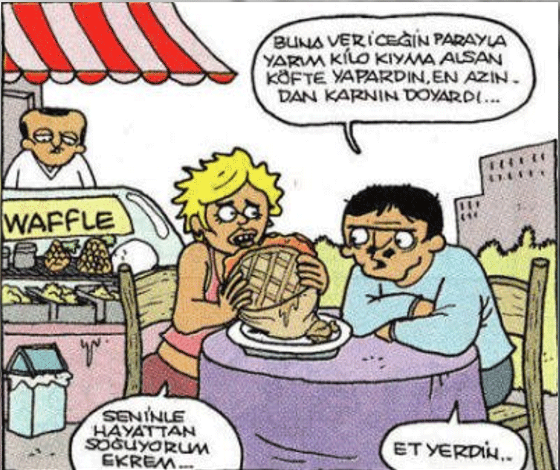 BUNA VERİCEĞİN PARAYLA
YARIM KİLO KIYMA ALSAN
KÖFTE YAPARDIN, EN AZIN-
DAN KARNIN DOYARDI...
WAFFLE
SENİNLE
HAYATTAN
SOĞUYORUM
EKREM...
ET YERDİN..